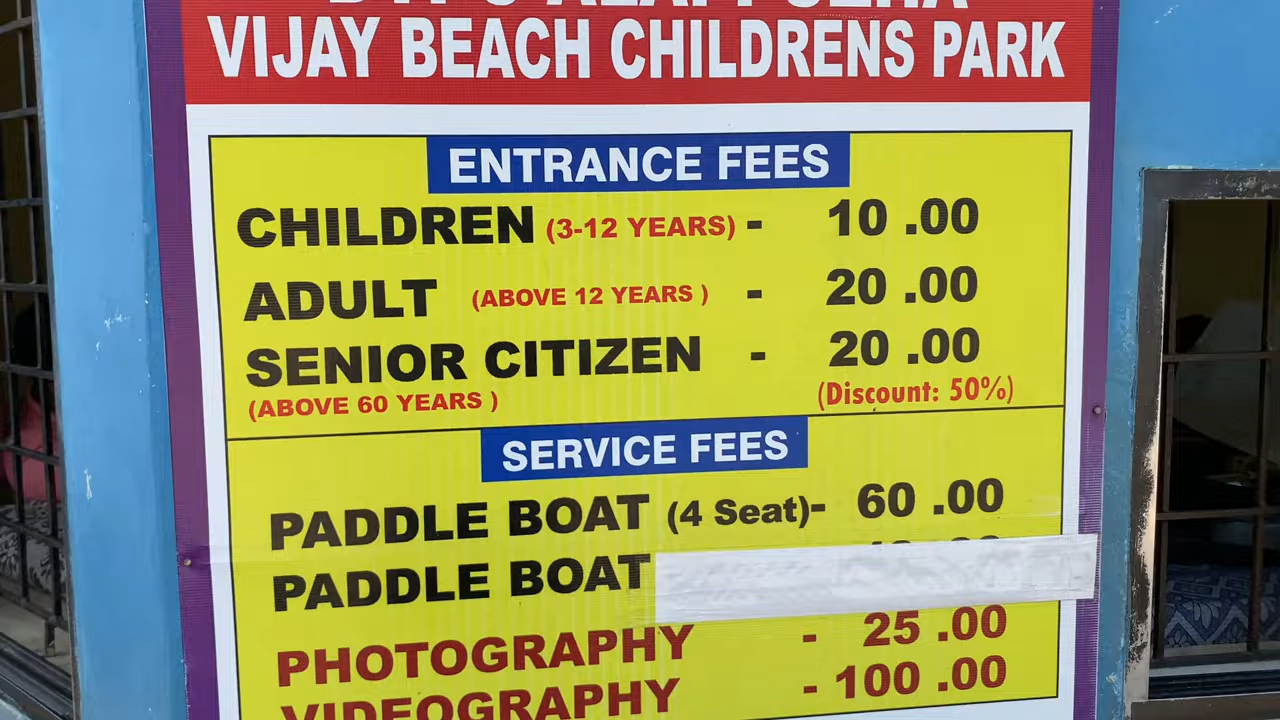 VIJAY BEACH CHILDRENS PARK
ENTRANCE FEES
CHILDREN (3-12 YEARS) - 10 .00
ADULT (ABOVE 12 YEARS ) - 20 .00
SENIOR CITIZEN - 20 .00
(ABOVE 60 YEARS ) (Discount: 50%)
SERVICE FEES
PADDLE BOAT (4 Seat)- 60 .00
PADDLE BOAT
PHOTOGRAPHY - 25 .00
VIDEOGRAPHY - 100 .00